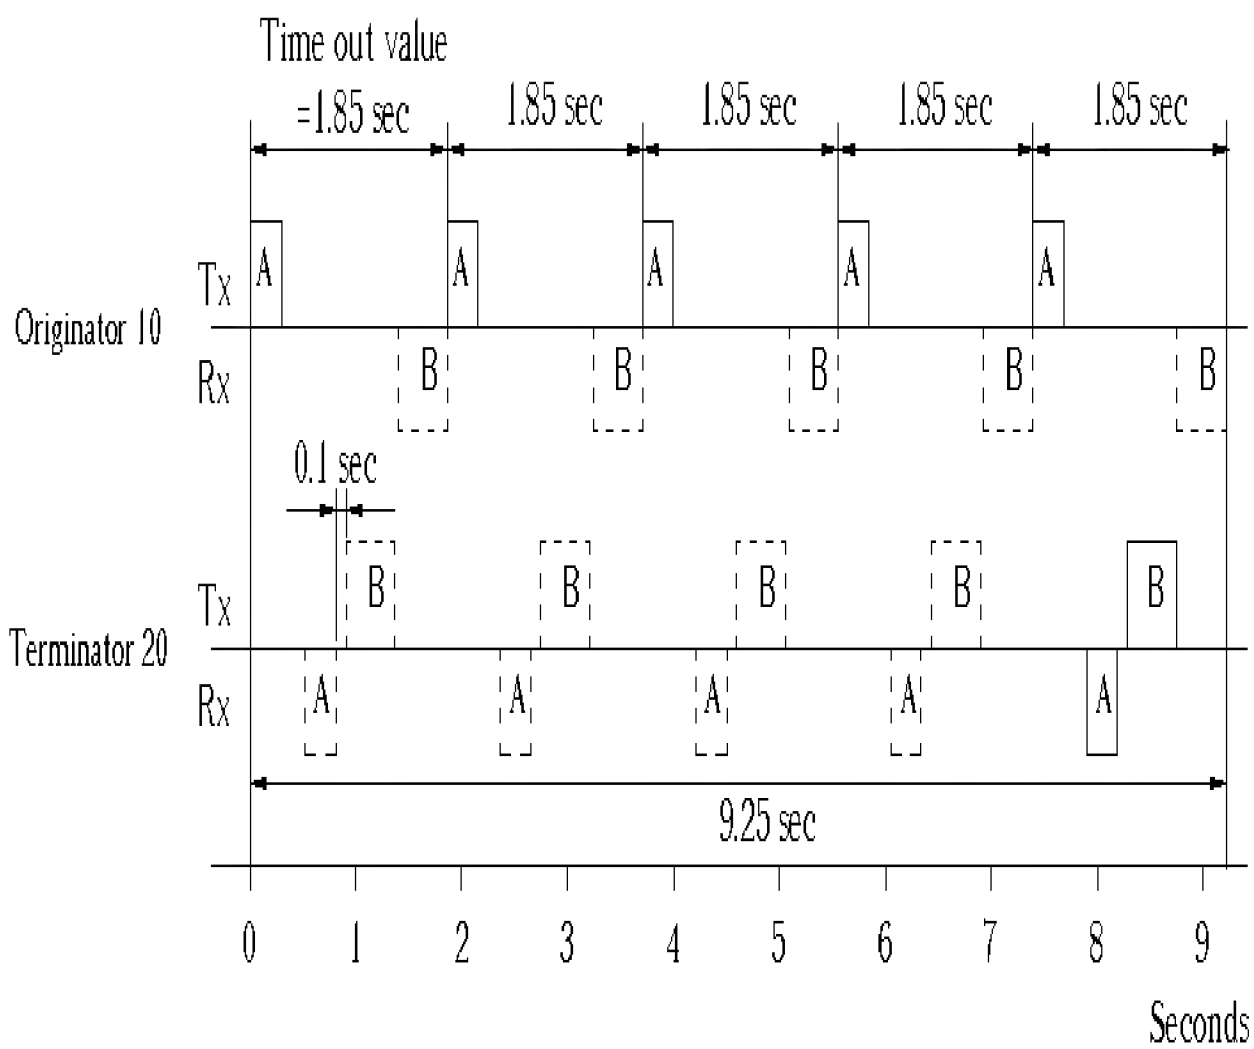 Time out value
=1.85 sec 1.85 sec 1.85 sec 1.85 sec 1.85 sec
A A A A A
Tx
Originator 10
Rx
B B B B B
0.1 sec
B B B B B
Tx
Terminator 20
Rx
A A A A A
9.25 sec
0 1 2 3 4 5 6 7 8 9
Seconds